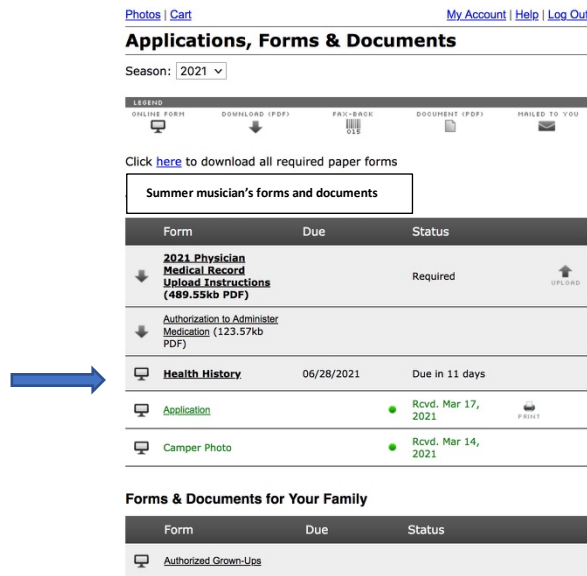 Photos | Cart My Account | Help | Log Out
Applications, Forms & Documents
Season: 2021
LEGEND
ONLINE FORM DOWNLOAD (PDF) FAX-BACK DOCUMENT (PDF) MAILED TO YOU
015
Click here to download all required paper forms
Summer musician's forms and documents
Form Due Status
2021 Physician
Medical Record
Upload Instructions
(489.55kb PDF)
Required
UPLOAD
Authorization to Administer
Medication (123.57kb
PDF)
Health History 06/28/2021 Due in 11 days
Application
Rcvd. Mar 17,
2021
PRINT
Camper Photo
Rcvd. Mar 14,
2021
Forms & Documents for Your Family
Form Due Status
Authorized Grown-Ups